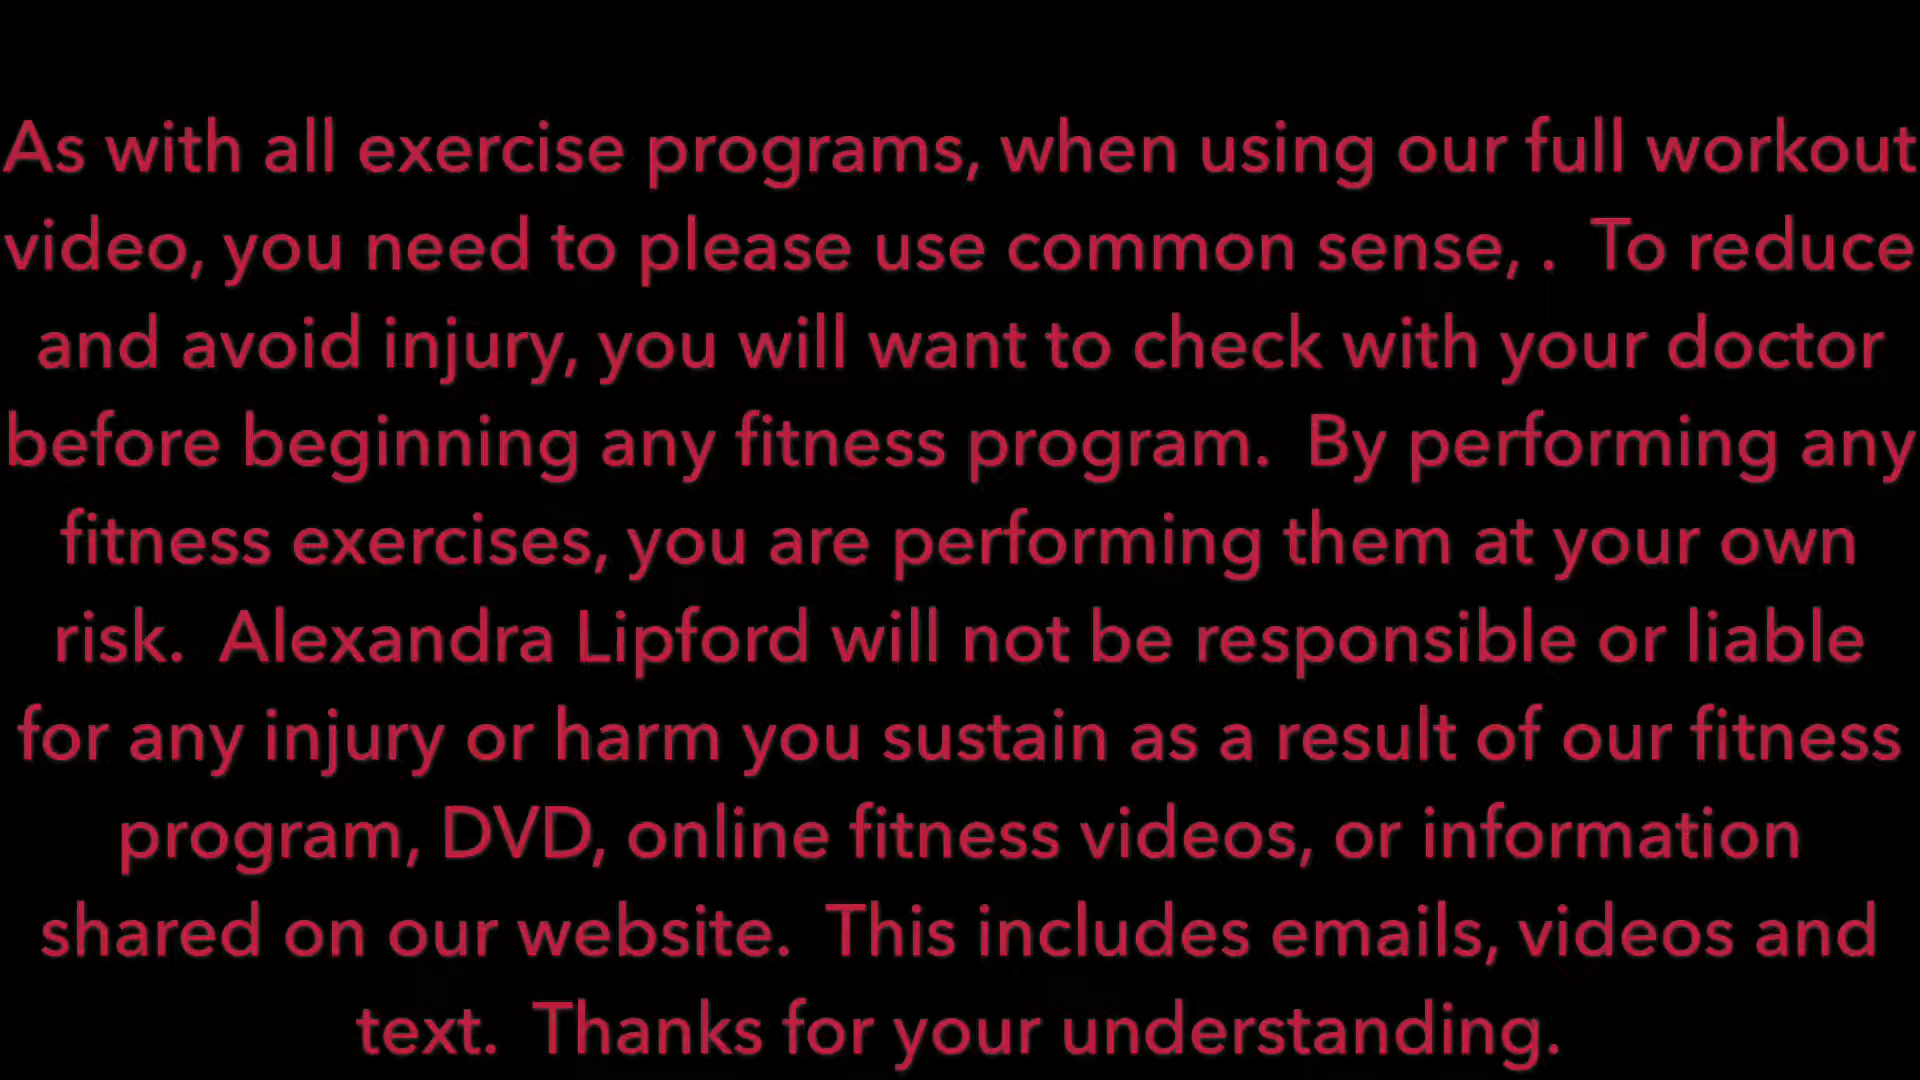 As with all exercise programs, when using our full workout
video, you need to please use common sense, .  To reduce
and avoid injury, you will want to check with your doctor
before beginning any fitness program.  By performing any
fitness exercises, you are performing them at your own
risk.  Alexandra Lipford will not be responsible or liable
for any injury or harm you sustain as a result of our fitness
program, DVD, online fitness videos, or information
shared on our website.  This includes emails, videos and
text.  Thanks for your understanding.